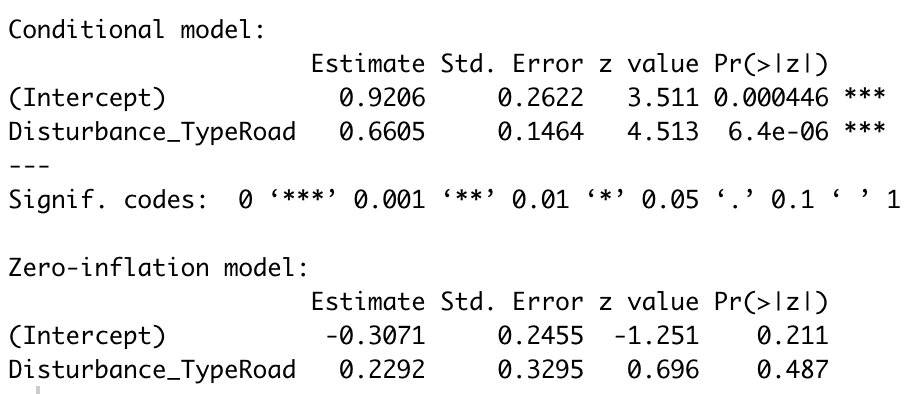 Conditional model:
                     Estimate Std. Error z value Pr(>|z|)
(Intercept)            0.9206     0.2622   3.511 0.000446 ***
Disturbance_TypeRoad   0.6605     0.1464   4.513  6.4e-06 ***
---
Signif. codes:  0 ‘***’ 0.001 ‘**’ 0.01 ‘*’ 0.05 ‘.’ 0.1 ‘ ’ 1

Zero-inflation model:
                     Estimate Std. Error z value Pr(>|z|)
(Intercept)           -0.3071     0.2455  -1.251    0.211
Disturbance_TypeRoad   0.2292     0.3295   0.696    0.487